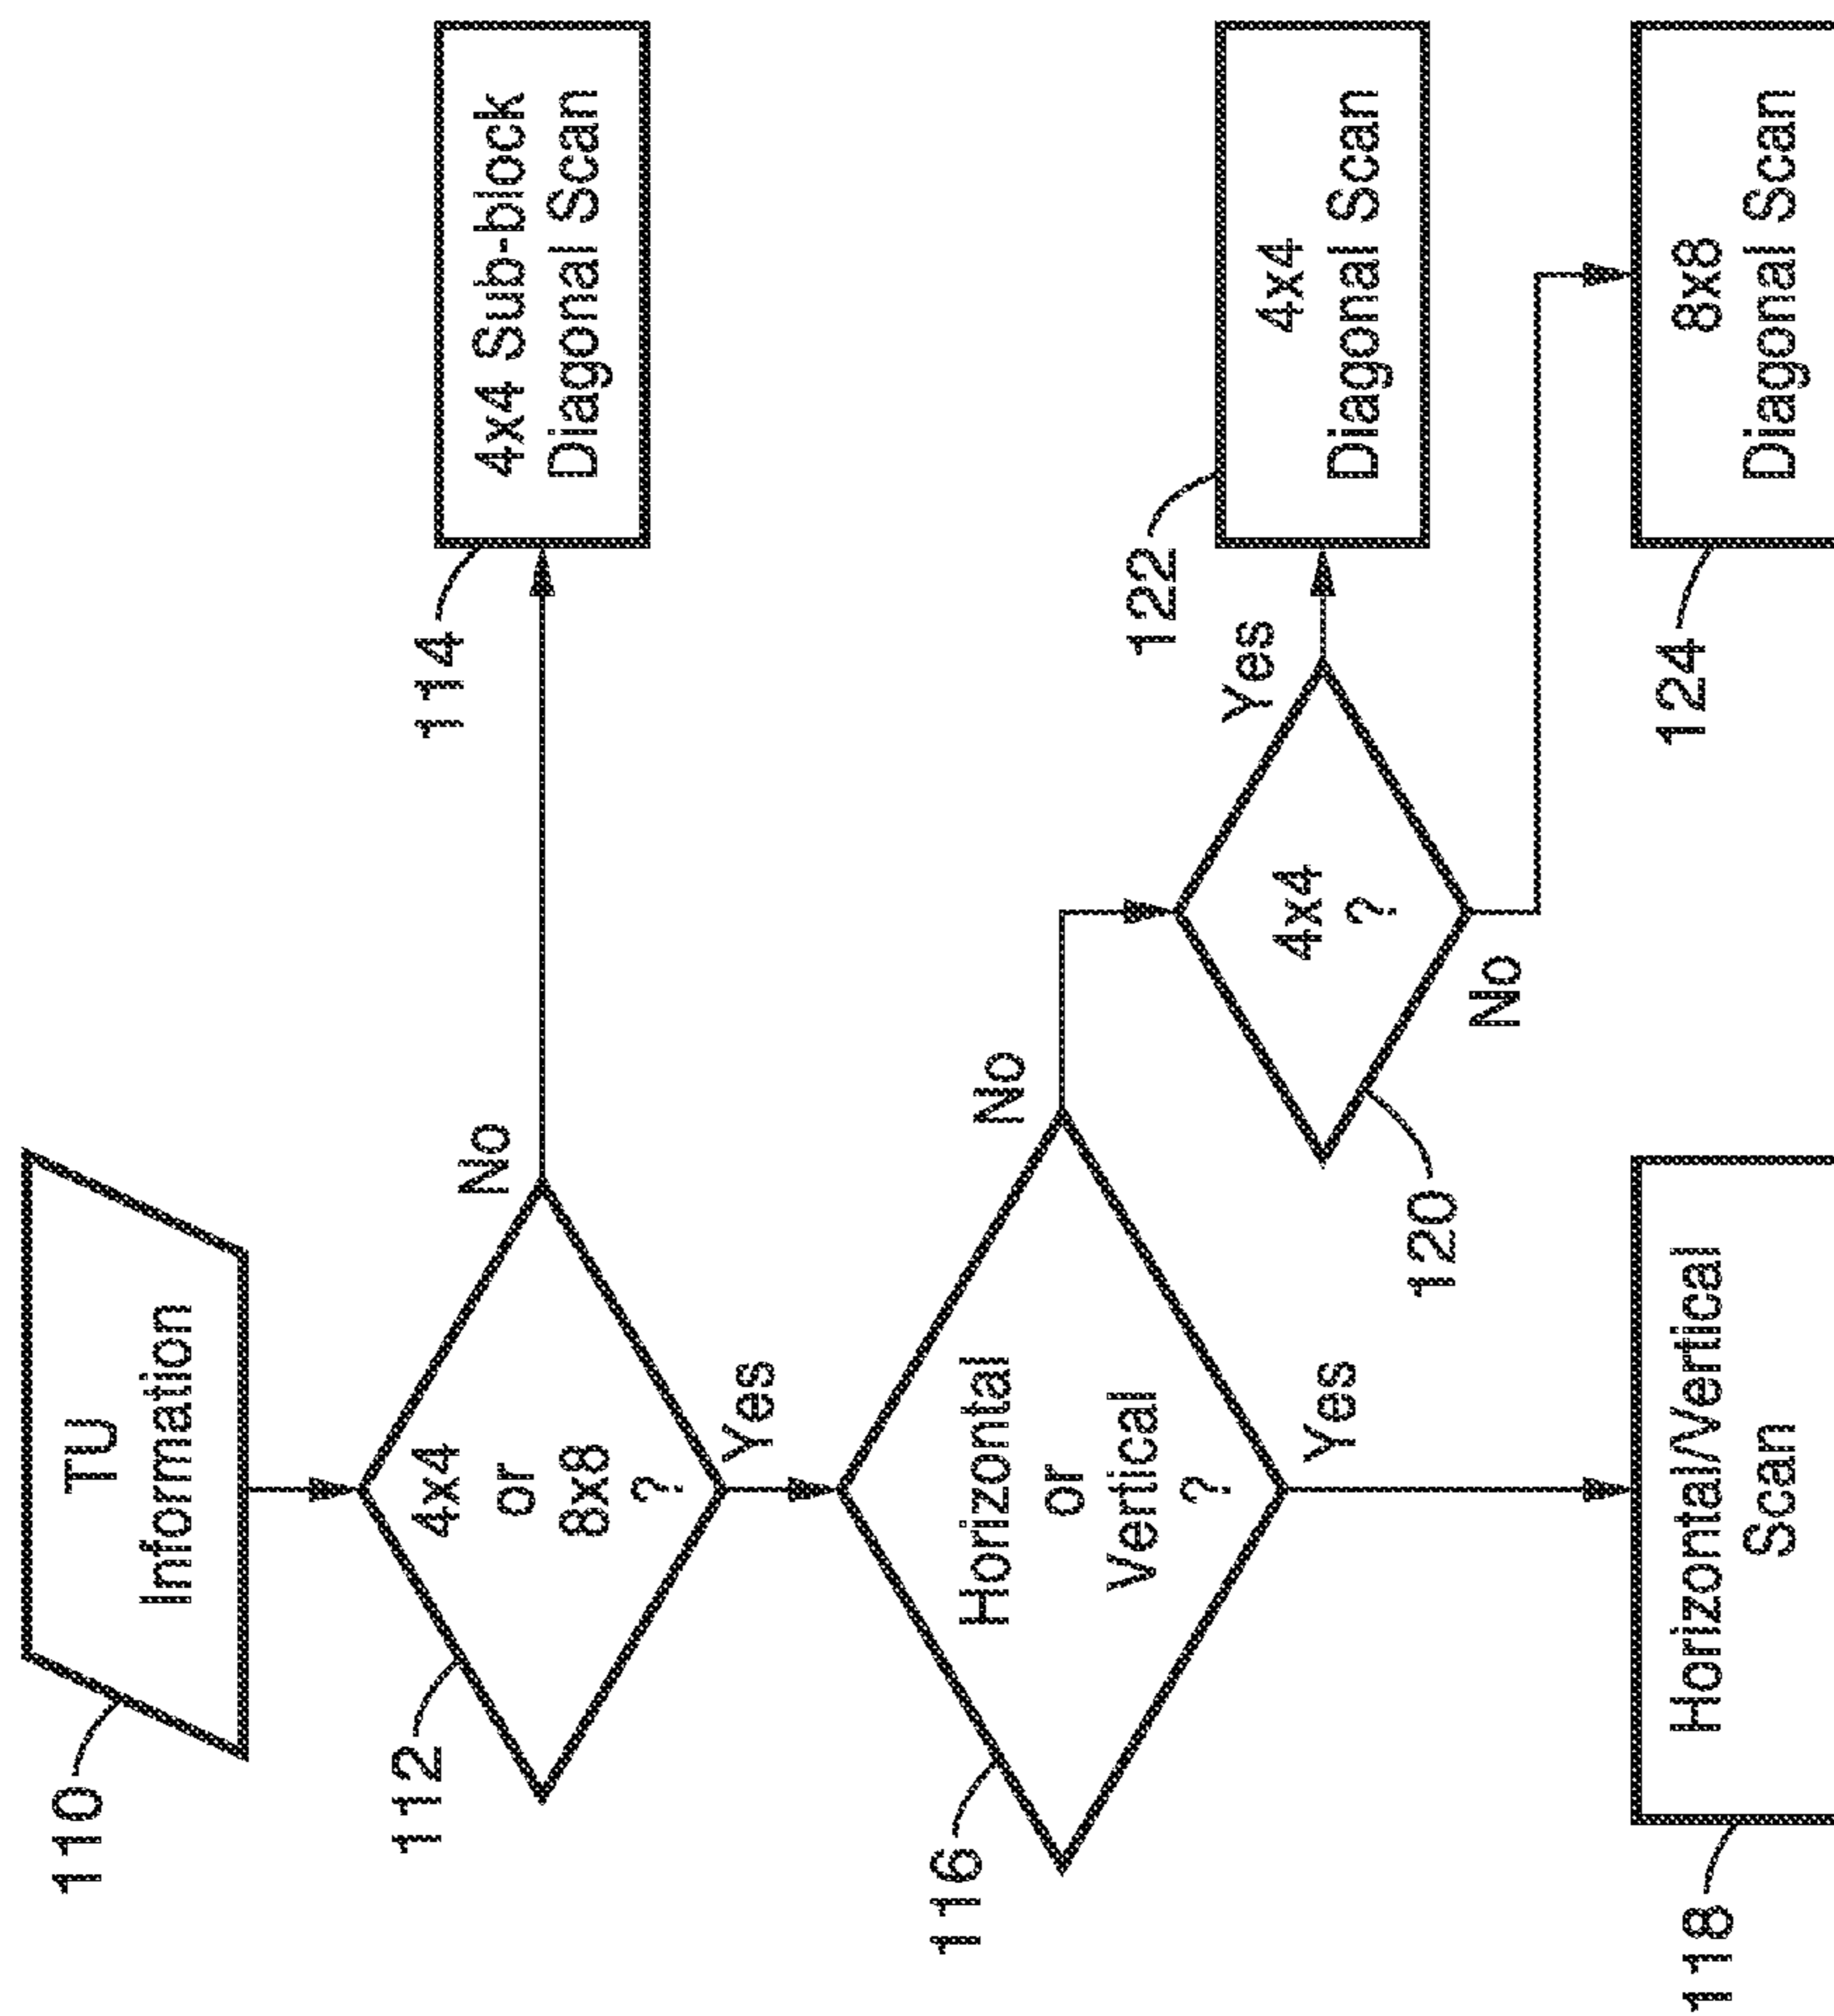 110
TU
Information
112
4x4
or
8x8
?
No
114
4x4 Sub-block
Diagonal Scan
Yes
116
Horizontal
or
Vertical
?
No
120
4x4
?
Yes
122
4x4
Diagonal Scan
No
Yes
118
Horizontal/Vertical
Scan
124
8x8
Diagonal Scan